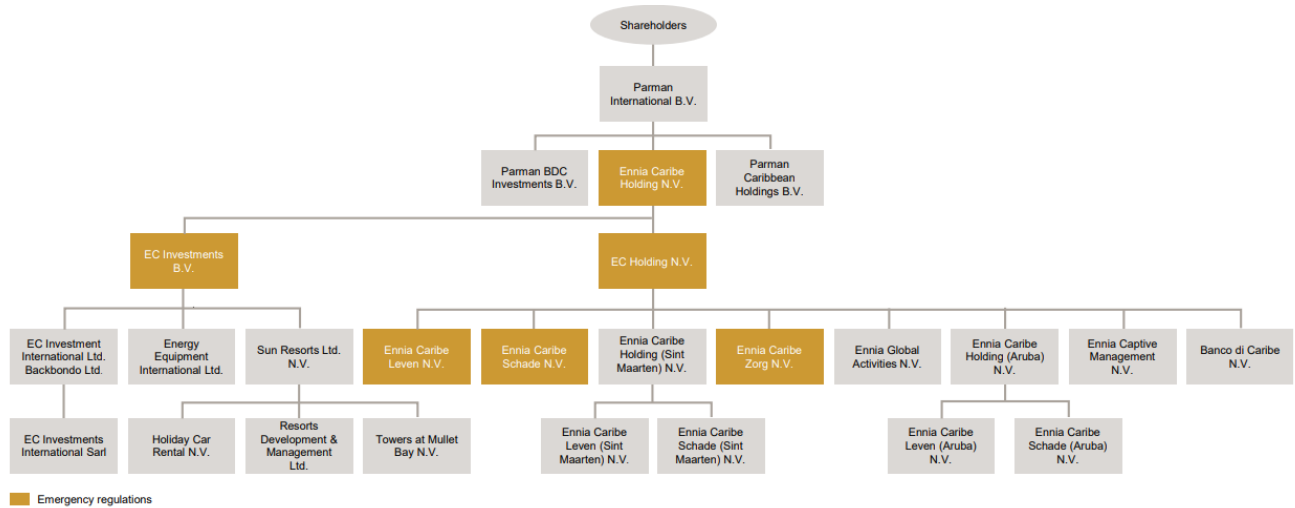 Shareholders
Parman
International B.V.
Parman BDC
Investments B.V.
Ennia Caribe
Holding N.V.
Parman
Caribbean
Holdings B.V.
EC Investments
B.V.
EC Holding N.V.
EC Investment
International Ltd.
Backbondo Ltd.
Energy
Equipment
International Ltd.
Sun Resorts Ltd.
N.V.
Ennia Caribe
Leven N.V.
Ennia Caribe
Schade N.V.
Ennia Caribe
Holding (Sint
Maarten) N.V.
Ennia Caribe
Zorg N.V.
Ennia Global
Activities N.V.
Ennia Caribe
Holding (Aruba)
N.V.
Ennia Captive
Management
N.V.
Banco di Caribe
N.V.
EC Investments
International Sarl
Holiday Car
Rental N.V.
Resorts
Development &
Management
Ltd.
Towers at Mullet
Bay N.V.
Ennia Caribe
Leven (Sint
Maarten) N.V.
Ennia Caribe
Schade (Sint
Maarten) N.V.
Ennia Caribe
Leven (Aruba)
N.V.
Ennia Caribe
Schade (Aruba)
N.V.
Emergency regulations